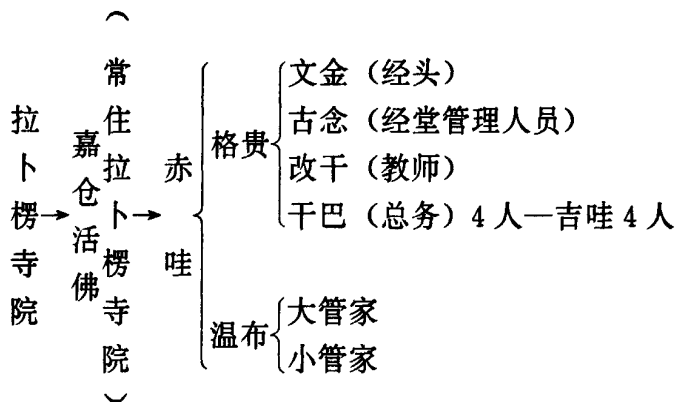 拉卜楞寺院→嘉仓活佛（常住拉卜楞寺院）→赤哇
格贵
文金（经头）
古念（经堂管理人员）
改干（教师）
干巴（总务）4人—吉哇4人
温布
大管家
小管家